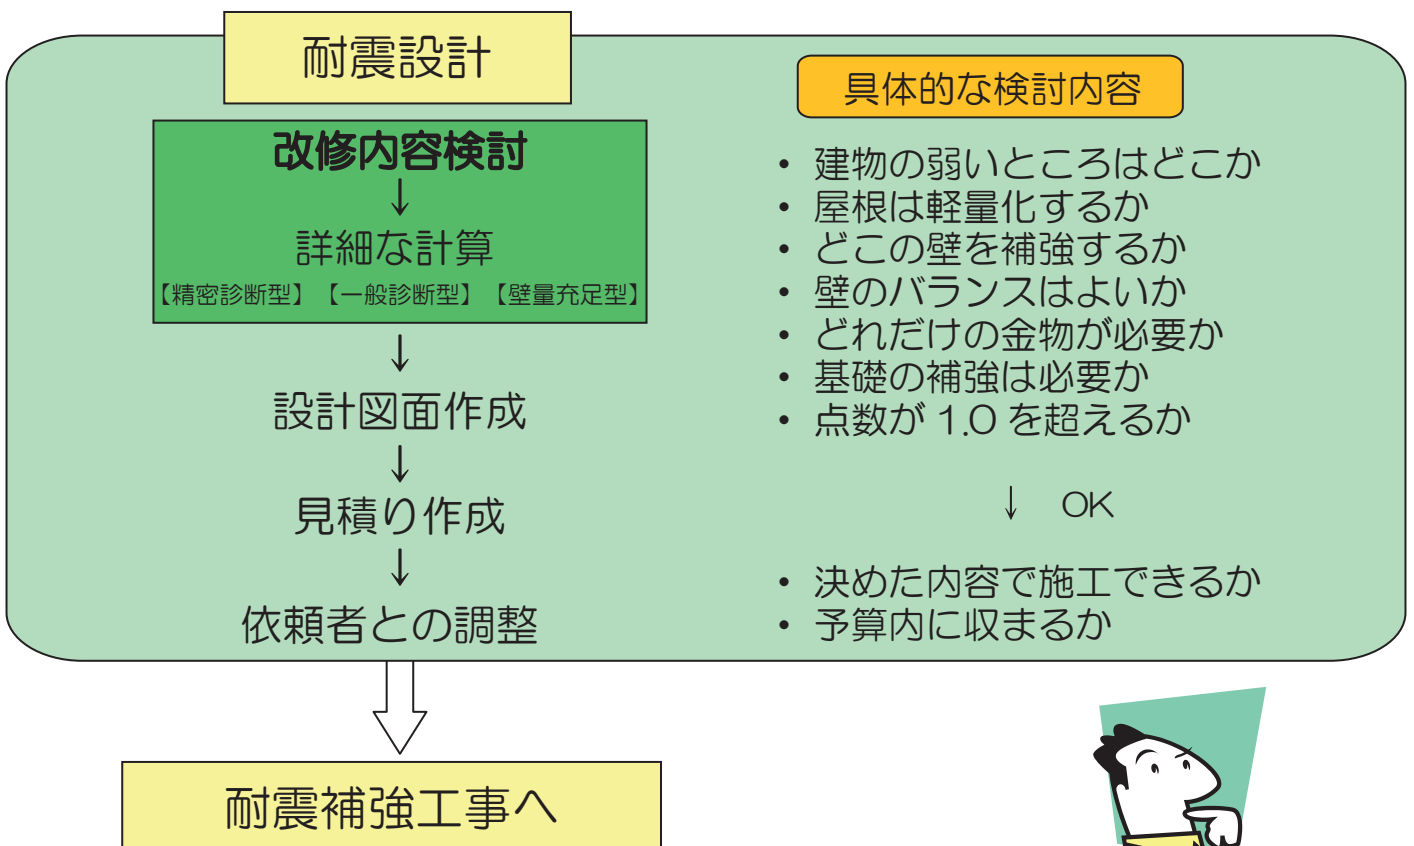 耐震設計
改修内容検討
↓
詳細な計算
【精密診断型】【一般診断型】【壁量充足型】
↓
設計図面作成
↓
見積り作成
↓
依頼者との調整
具体的な検討内容
・建物の弱いところはどこか
・屋根は軽量化するか
・どこの壁を補強するか
・壁のバランスはよいか
・どれだけの金物が必要か
・基礎の補強は必要か
・点数が 1.0 を超えるか
↓ OK
・決めた内容で施工できるか
・予算内に収まるか
耐震補強工事へ